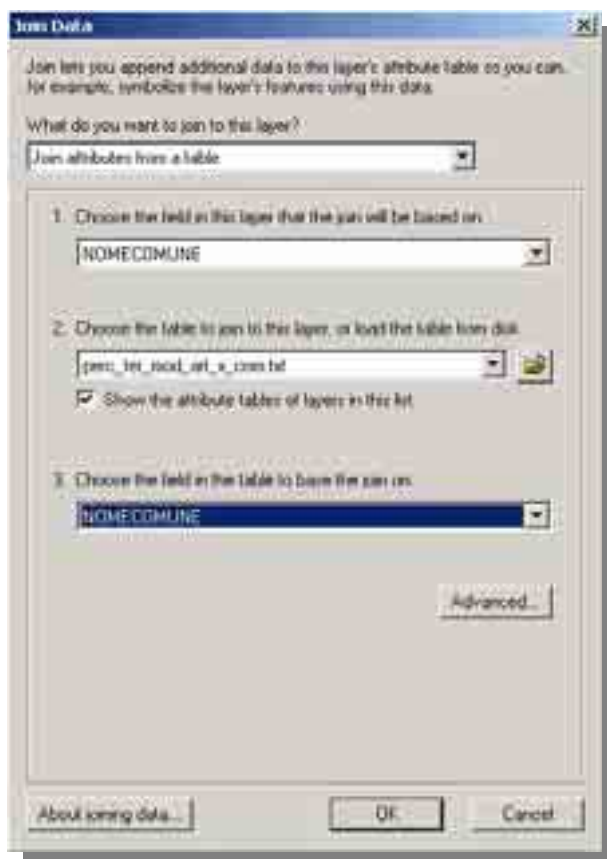 Join Data
Join lets you append additional data to this layer's attribute table so you can,
for example, symbolize the layer's features using this data.
What do you want to join to this layer?
Join attributes from a table
1. Choose the field in this layer that the join will be based on:
NOMECOMUNE
2. Choose the table to join to this layer, or load the table from disk:
perc_ter_mod_art_x_com.txt
Show the attribute tables of layers in this list
3. Choose the field in the table to base the join on:
NOMECOMUNE
Advanced...
About joining data...
OK
Cancel